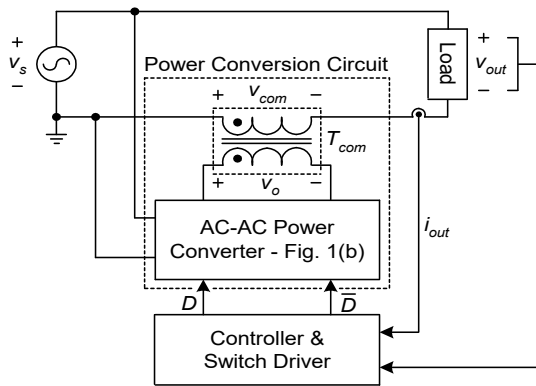 +
v_s
−
Power Conversion Circuit
+ v_com −
T_com
+ v_o −
AC-AC Power
Converter - Fig. 1(b)
D D̅
Controller &
Switch Driver
Load
+
v_out
−
i_out